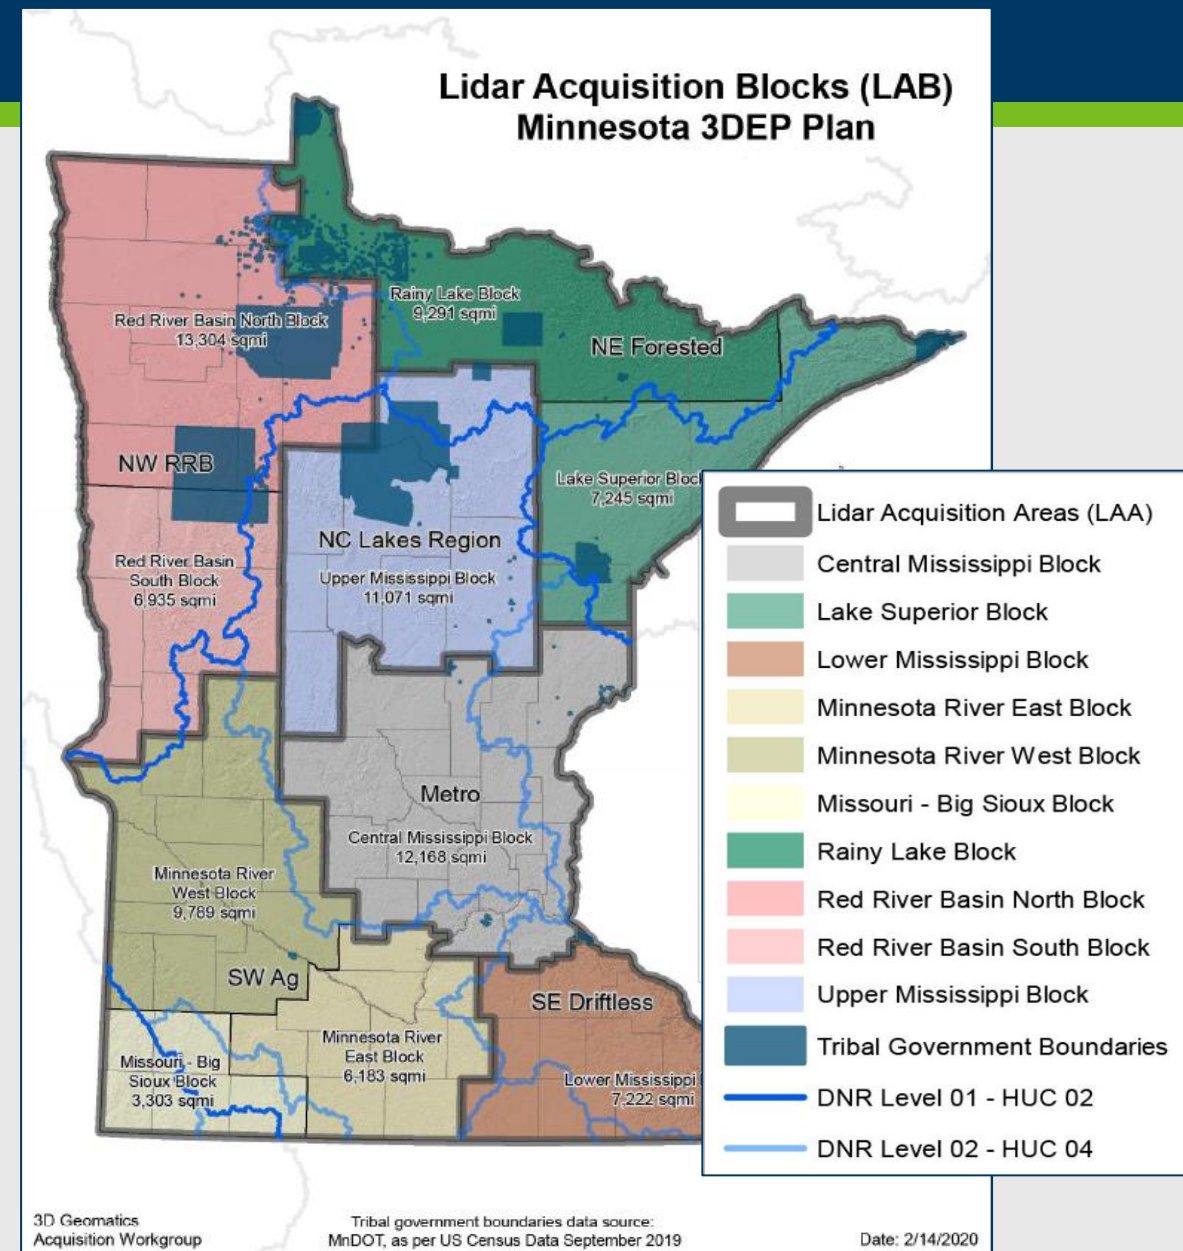 Lidar Acquisition Blocks (LAB)
Minnesota 3DEP Plan
Rainy Lake Block
9,291 sqmi
Red River Basin North Block
13,304 sqmi
NE Forested
NW RRB
Lake Superior Bloc
7,245 sqmi
NC Lakes Region
Red River Basin
South Block
6,935 sqmi
Upper Mississippi Block
11,071 sqmi
Metro
Central Mississippi Block
12,168 sqmi
Minnesota River
West Block
9,789 sqmi
SW Ag
SE Driftless
Minnesota River
East Block
6,183 sqmi
Missouri - Big
Sioux Block
3,303 sqmi
Lower Mississippi
7,222 sqmi
Lidar Acquisition Areas (LAA)
Central Mississippi Block
Lake Superior Block
Lower Mississippi Block
Minnesota River East Block
Minnesota River West Block
Missouri - Big Sioux Block
Rainy Lake Block
Red River Basin North Block
Red River Basin South Block
Upper Mississippi Block
Tribal Government Boundaries
DNR Level 01 - HUC 02
DNR Level 02 - HUC 04
3D Geomatics
Acquisition Workgroup
Tribal government boundaries data source:
MnDOT, as per US Census Data September 2019
Date: 2/14/2020